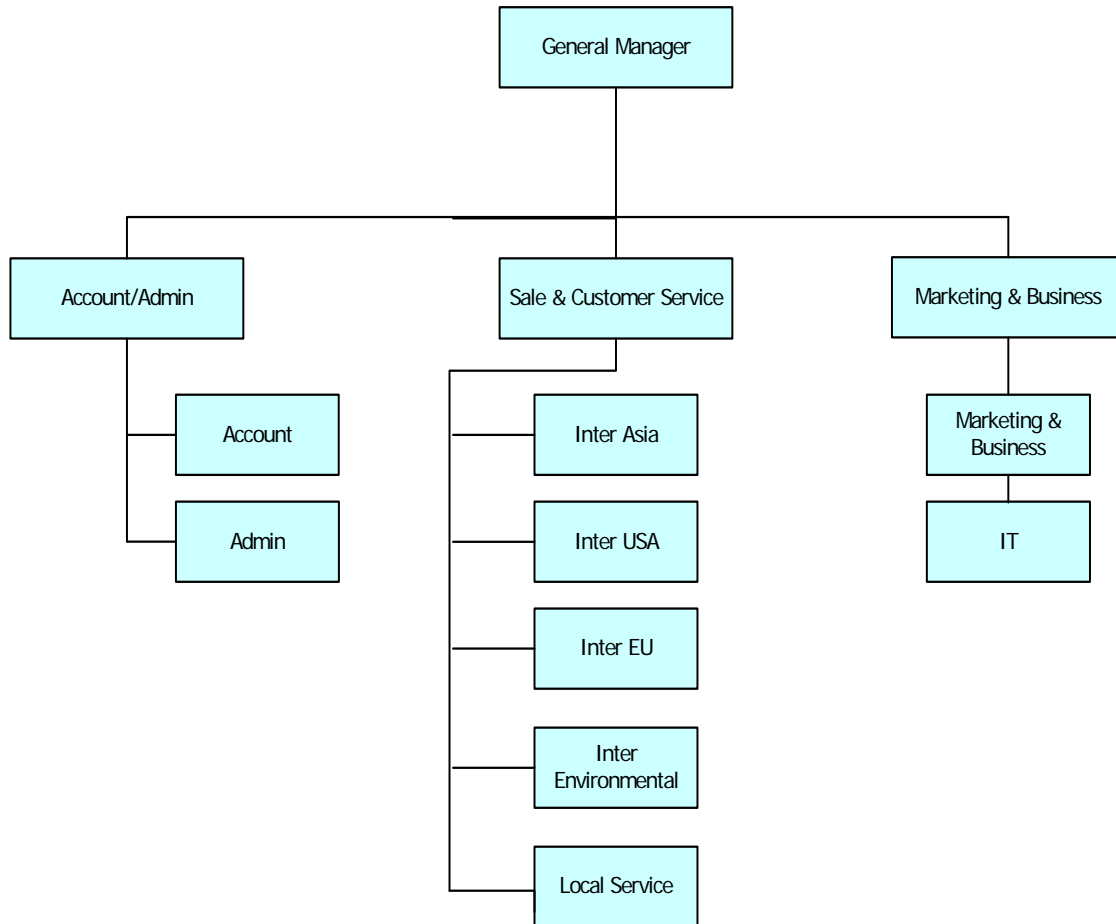 General Manager
Account/Admin
Sale & Customer Service
Marketing & Business
Account
Admin
Inter Asia
Inter USA
Inter EU
Inter
Environmental
Local Service
Marketing &
Business
IT